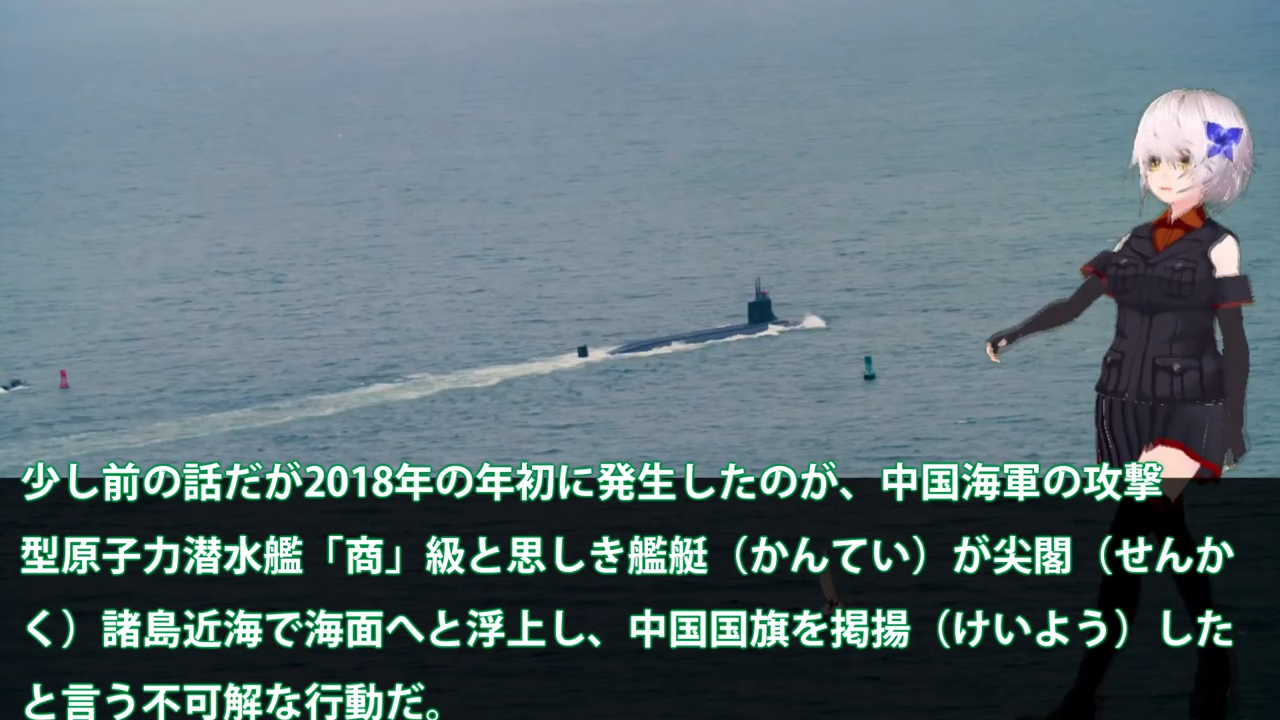 少し前の話だが2018年の年初に発生したのが、中国海軍の攻撃
型原子力潜水艦「商」級と思しき艦艇（かんてい）が尖閣（せんか
く）諸島近海で海面へと浮上し、中国国旗を掲揚（けいよう）した
と言う不可解な行動だ。